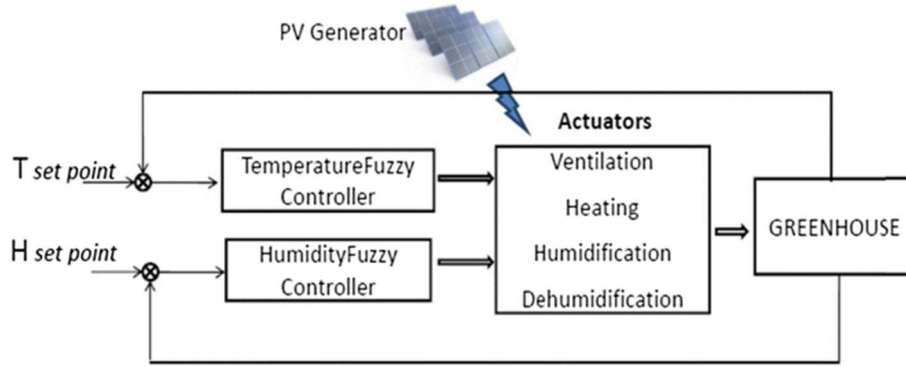 PV Generator
Actuators
T set point
TemperatureFuzzy
Controller
H set point
HumidityFuzzy
Controller
Ventilation
Heating
Humidification
Dehumidification
GREENHOUSE